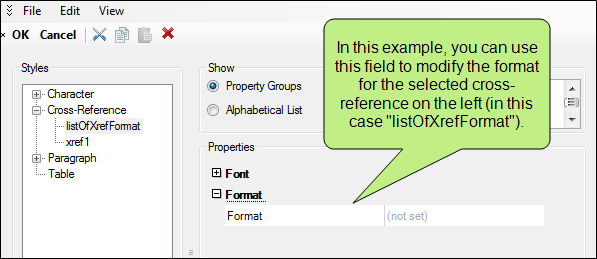 File Edit View
OK Cancel
Styles
Character
Cross-Reference
listOfXrefFormat
xref1
Paragraph
Table
Show
Property Groups
Alphabetical List
Properties
Font
Format
Format (not set)
In this example, you can use
this field to modify the format
for the selected cross-
reference on the left (in this
case "listOfXrefFormat").